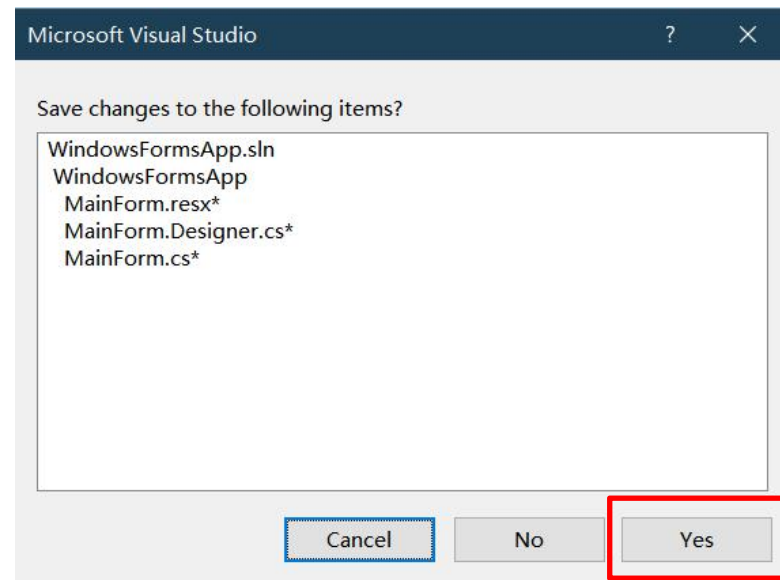 Microsoft Visual Studio ? ×
Save changes to the following items?
WindowsFormsApp.sln
WindowsFormsApp
MainForm.resx*
MainForm.Designer.cs*
MainForm.cs*
Cancel No Yes